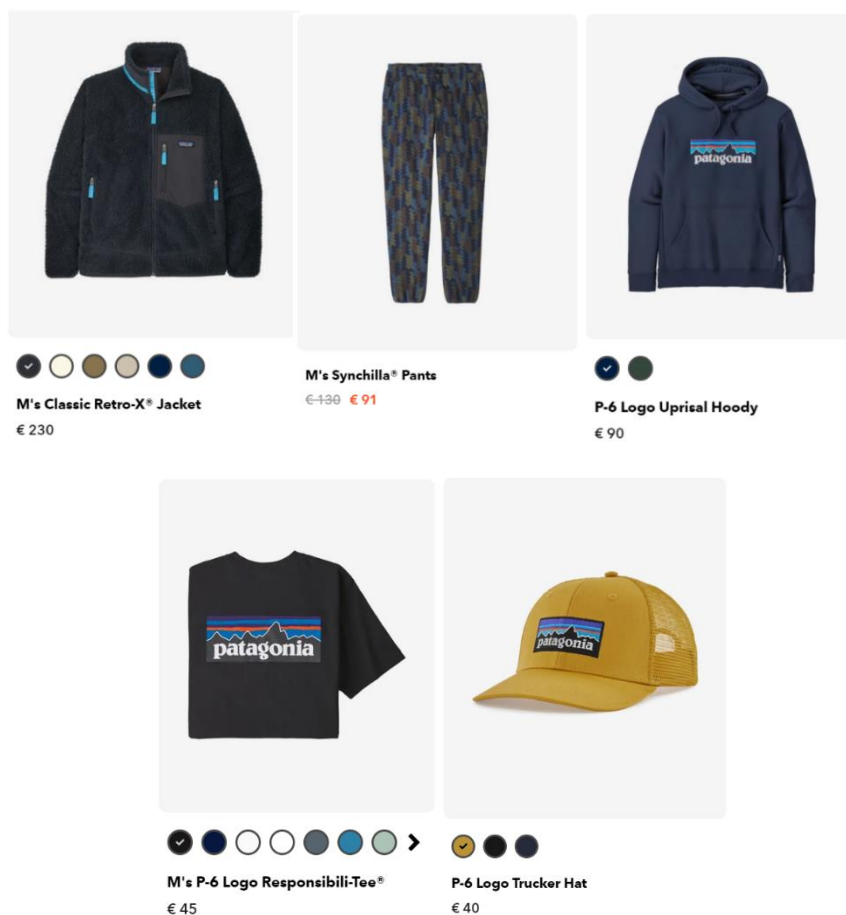 patagonia
M's Classic Retro-X® Jacket
€ 230
M's Synchilla® Pants
€ 130 € 91
P-6 Logo Uprisal Hoody
€ 90
patagonia
patagonia
M's P-6 Logo Responsibili-Tee®
€ 45
P-6 Logo Trucker Hat
€ 40